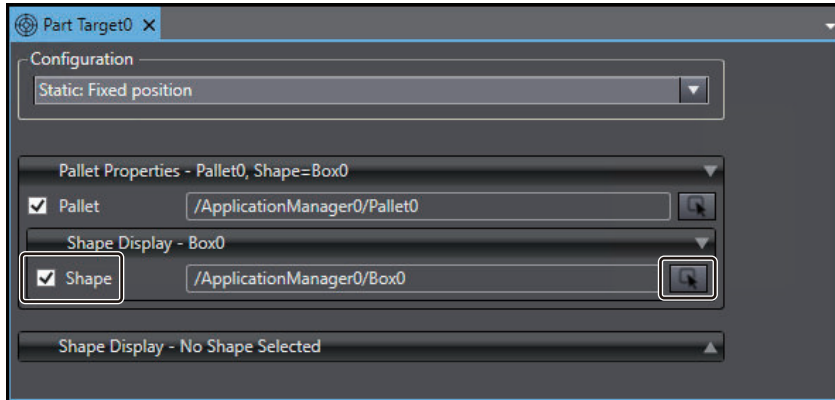 Part Target0
Configuration
Static: Fixed position
Pallet Properties - Pallet0, Shape=Box0
Pallet /ApplicationManager0/Pallet0
Shape Display - Box0
Shape /ApplicationManager0/Box0
Shape Display - No Shape Selected